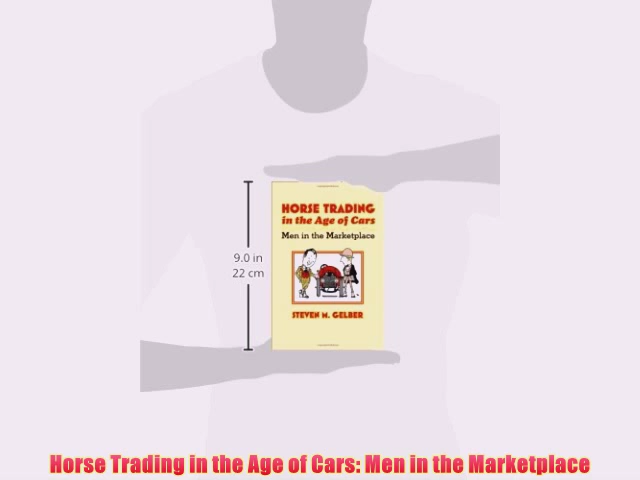 HORSE TRADING
in the Age of Cars
Men in the Marketplace
9.0 in
22 cm
STEVEN M. GELBER
Horse Trading in the Age of Cars: Men in the Marketplace